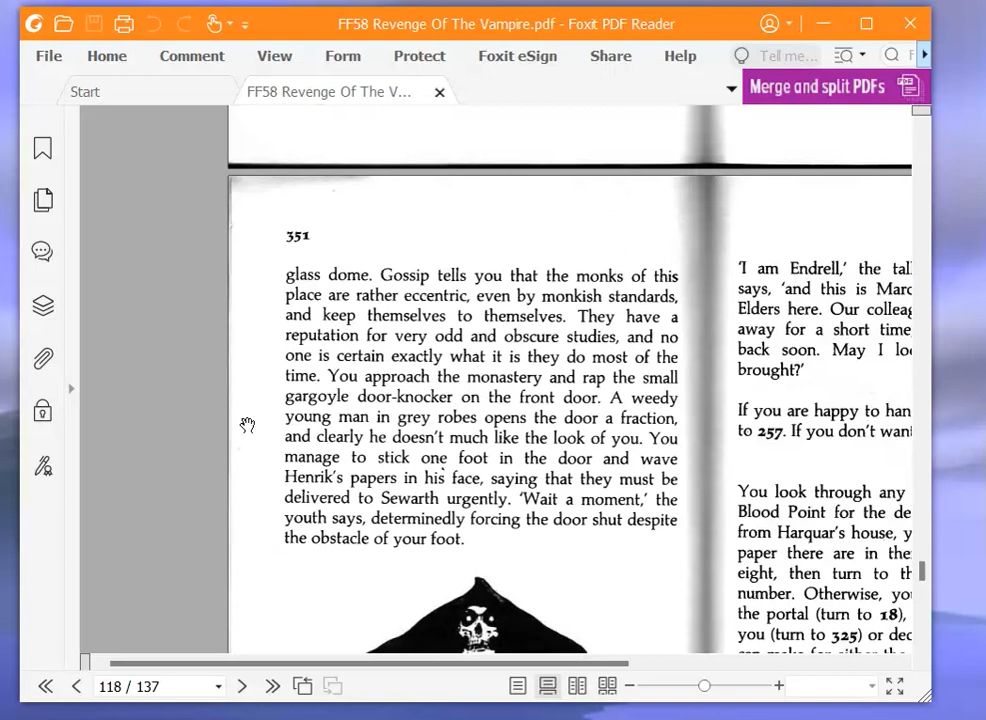 FF58 Revenge Of The Vampire.pdf - Foxit PDF Reader
File Home Comment View Form Protect Foxit eSign Share Help Tell me... F
Start FF58 Revenge Of The V... Merge and split PDFs
351
glass dome. Gossip tells you that the monks of this
place are rather eccentric, even by monkish standards,
and keep themselves to themselves. They have a
reputation for very odd and obscure studies, and no
one is certain exactly what it is they do most of the
time. You approach the monastery and rap the small
gargoyle door-knocker on the front door. A weedy
young man in grey robes opens the door a fraction,
and clearly he doesn't much like the look of you. You
manage to stick one foot in the door and wave
Henrik's papers in his face, saying that they must be
delivered to Sewarth urgently. 'Wait a moment,' the
youth says, determinedly forcing the door shut despite
the obstacle of your foot.
'I am Endrell,' the tal
says, 'and this is Marc
Elders here. Our colleag
away for a short time
back soon. May I lo
brought?'
If you are happy to han
to 257. If you don't want
You look through any
Blood Point for the de
from Harquar's house, y
paper there are in the
eight, then turn to th
number. Otherwise, yo
the portal (turn to 18),
you (turn to 325) or dec
118 / 137